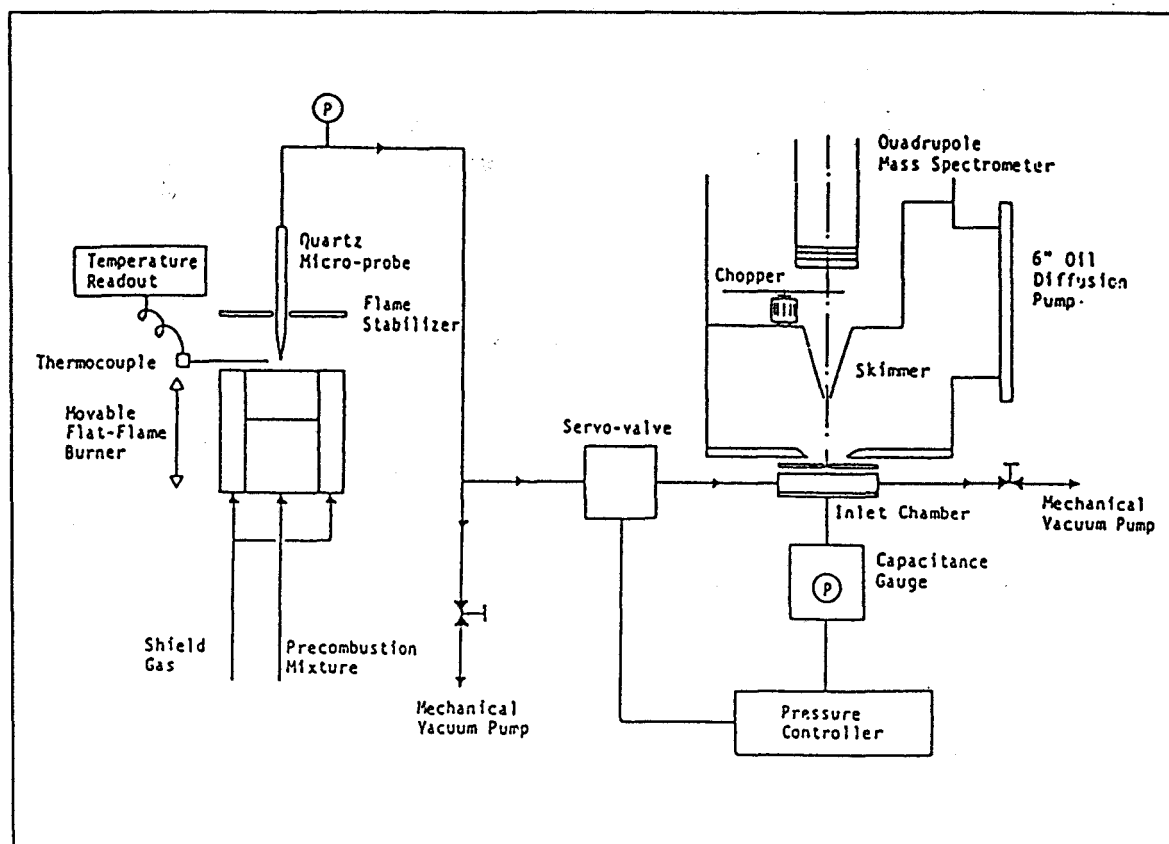 P
Quadrupole
Mass Spectrometer
Quartz
Micro-probe
Temperature
Readout
Chopper
6" Oil
Diffusion
Pump
Flame
Stabilizer
Thermocouple
Skimmer
Movable
Flat-Flame
Burner
Servo-valve
Inlet Chamber
Mechanical
Vacuum Pump
Capacitance
Gauge
P
Shield
Gas
Precombustion
Mixture
Mechanical
Vacuum Pump
Pressure
Controller